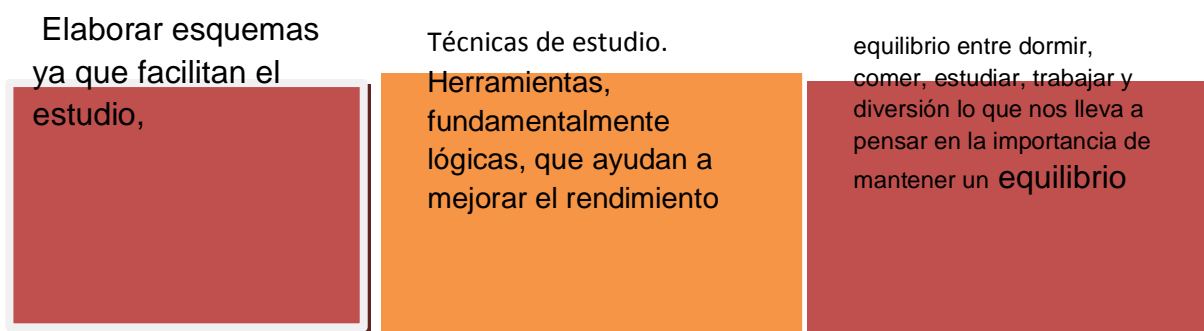 Elaborar esquemas
ya que facilitan el
estudio,
Técnicas de estudio.
Herramientas,
fundamentalmente
lógicas, que ayudan a
mejorar el rendimiento
equilibrio entre dormir,
comer, estudiar, trabajar y
diversión lo que nos lleva a
pensar en la importancia de
mantener un equilibrio